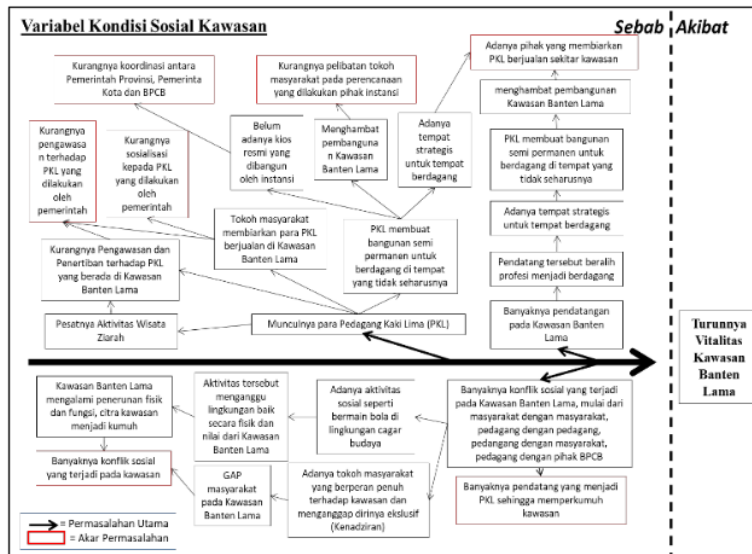 Variabel Kondisi Sosial Kawasan
Sebab
Akibat
Kurangnya koordinasi antara
Pemerintah Provinsi, Pemerinta
Kota dan BPCB
Kurangnya pelibatan tokoh
masyarakat pada perencanaan
yang dilakukan pihak instansi
Adanya pihak yang membiarkan
PKL berjualan sekitar kawasan
Kurangnya
pengawasa
n terhadap
PKL yang
dilakukan
oleh
pemerintah
Kurangnya
sosialisasi
kepada PKL
yang dilakukan
oleh
pemerintah
Belum
adanya kios
resmi yang
dibangun
oleh instansi
Menghambat
pembanguna
n Kawasan
Banten Lama
Adanya
tempat
strategis
untuk tempat
berdagang
menghambat pembangunan
Kawasan Banten Lama
PKL membuat bangunan
semi permanen untuk
berdagang di tempat yang
tidak seharusnya
Adanya tempat strategis
untuk tempat berdagang
Pendatang tersebut beralih
profesi menjadi berdagang
Banyaknya pendatangan
pada Kawasan Banten
Lama
Tokoh masyarakat
membiarkan para PKL
berjualan di Kawasan
Banten Lama
PKL membuat bangunan
semi permanen untuk
berdagang di tempat
yang tidak seharusnya
Kurangnya Pengawasan dan
Penertiban terhadap PKL
yang berada di Kawasan
Banten Lama
Pesatnya Aktivitas Wisata
Ziarah
Munculnya para Pedagang Kaki Lima (PKL)
Turunnya
Vitalitas
Kawasan
Banten
Lama
Kawasan Banten Lama
mengalami penerunan fisik
dan fungsi, citra kawasan
menjadi kumuh
Aktivitas tersebut
menganggu
lingkungan baik
secara fisik dan
nilai dari Kawasan
Banten Lama
Adanya aktivitas
sosial seperti
bermain bola di
lingkungan cagar
budaya
Banyaknya konflik sosial yang terjadi
pada Kawasan Banten Lama, mulai dari
masyarakat dengan masyarakat,
pedagang dengan pedagang,
pedangang dengan masyarakat,
pedagang dengan pihak BPCB
Banyaknya konflik sosial
yang terjadi pada kawasan
GAP
masyarakat
pada Kawasan
Banten Lama
Adanya tokoh masyarakat
yang berperan penuh
terhadap kawasan dan
menganggap dirinya ekslusif
(Kenadziran)
Banyaknya pendatang yang menjadi
PKL sehingga memperkumuh
kawasan
= Permasalahan Utama
= Akar Permasalahan